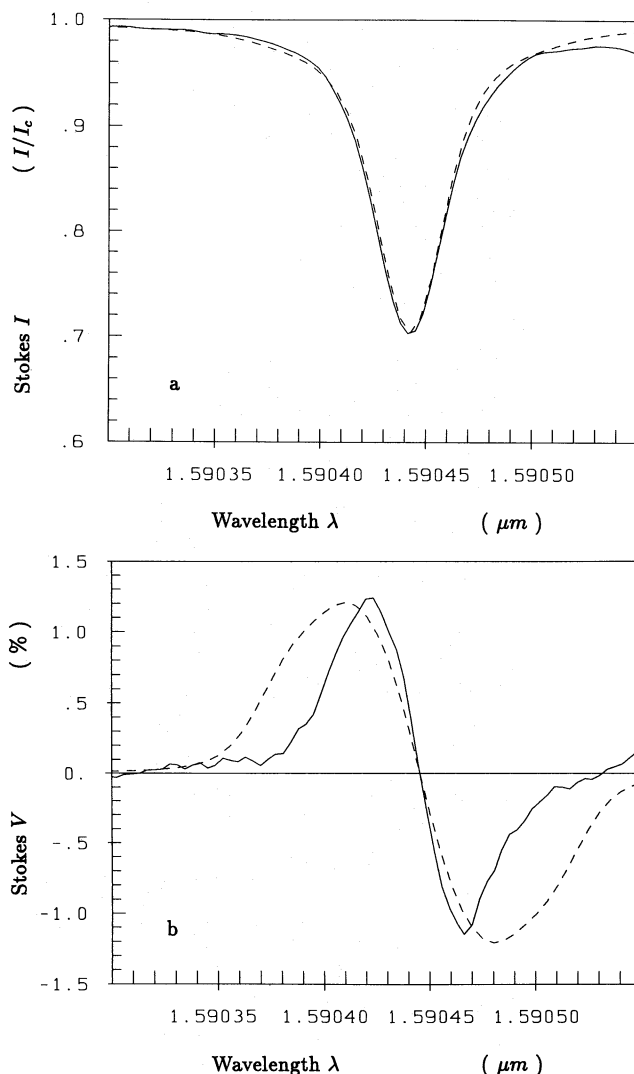 1.0
.9
.8
.7
.6
Stokes I ( I/I_c )
a
1.59035 1.59040 1.59045 1.59050
Wavelength λ ( μm )
1.5
1.0
.5
0.
-.5
-1.0
-1.5
Stokes V ( % )
b
1.59035 1.59040 1.59045 1.59050
Wavelength λ ( μm )